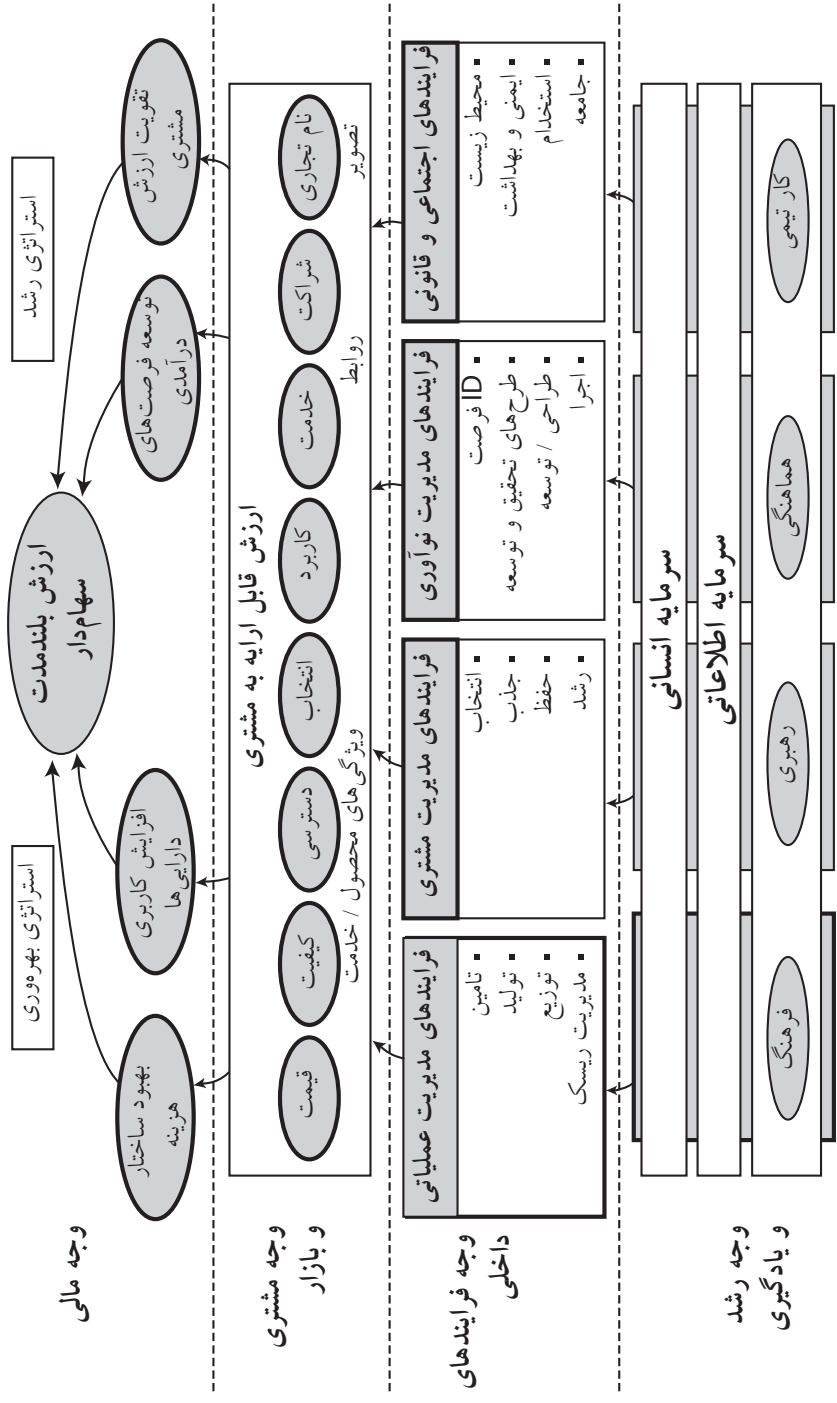 وجه مالی
استراتژی بهره‌وری
استراتژی رشد
ارزش بلندمدت
سهام‌دار
بهبود ساختار
هزینه
افزایش کاربری
دارایی‌ها
توسعه فرصت‌های
درآمدی
تقویت ارزش
مشتری
وجه مشتری
و بازار
ارزش قابل ارایه به مشتری
قیمت
کیفیت
دسترسی
انتخاب
کاربرد
خدمت
شراکت
نام تجاری
ویژگی‌های محصول / خدمت
روابط
تصویر
وجه فرایندهای
داخلی
فرایندهای مدیریت عملیاتی
▪ تامین
▪ تولید
▪ توزیع
▪ مدیریت ریسک
فرایندهای مدیریت مشتری
▪ انتخاب
▪ جذب
▪ حفظ
▪ رشد
فرایندهای مدیریت نوآوری
▪ ID فرصت
▪ طرح‌های تحقیق و توسعه
▪ طراحی / توسعه
▪ اجرا
فرایندهای اجتماعی و قانونی
▪ محیط زیست
▪ ایمنی و بهداشت
▪ استخدام
▪ جامعه
وجه رشد
و یادگیری
سرمایه انسانی
سرمایه اطلاعاتی
فرهنگ
رهبری
هماهنگی
کار تیمی